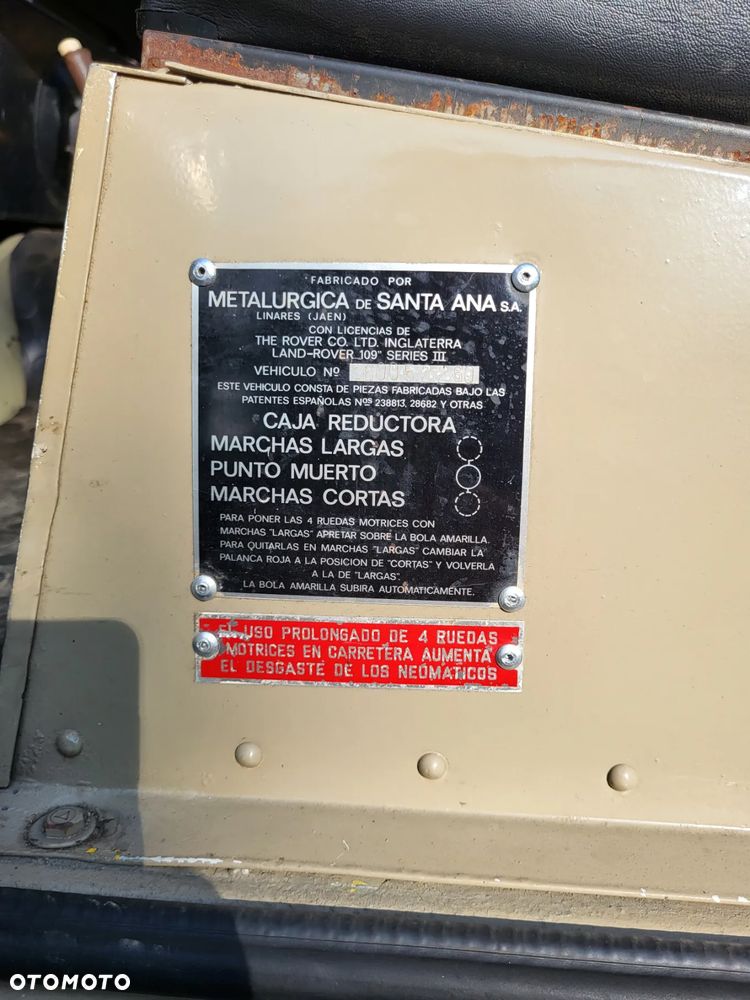 FABRICADO POR
METALURGICA DE SANTA ANA S.A.
LINARES (JAEN)
CON LICENCIAS DE
THE ROVER CO. LTD. INGLATERRA
LAND-ROVER 109" SERIES III
VEHICULO Nº
ESTE VEHICULO CONSTA DE PIEZAS FABRICADAS BAJO LAS
PATENTES ESPAÑOLAS Nos 238813, 28682 Y OTRAS
CAJA REDUCTORA
MARCHAS LARGAS
PUNTO MUERTO
MARCHAS CORTAS
PARA PONER LAS 4 RUEDAS MOTRICES CON
MARCHAS "LARGAS" APRETAR SOBRE LA BOLA AMARILLA.
PARA QUITARLAS EN MARCHAS "LARGAS" CAMBIAR LA
PALANCA ROJA A LA POSICION DE "CORTAS" Y VOLVERLA
A LA DE "LARGAS".
LA BOLA AMARILLA SUBIRA AUTOMATICAMENTE.
EL USO PROLONGADO DE 4 RUEDAS
MOTRICES EN CARRETERA AUMENTA
EL DESGASTE DE LOS NEOMATICOS
OTOMOTO